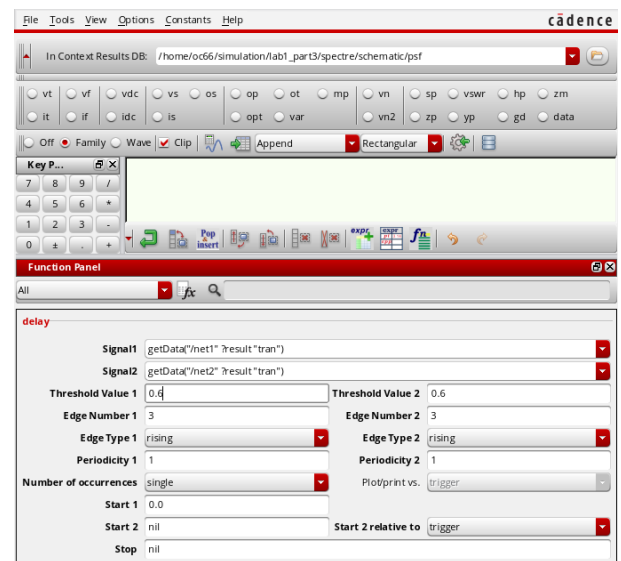 File Tools View Options Constants Help cādence
In Context Results DB: /home/oc66/simulation/lab1_part3/spectre/schematic/psf
vt vf vdc vs os op ot mp vn sp vswr hp zm
it if idc is opt var vn2 zp yp gd data
Off Family Wave Clip Append Rectangular
Key P...
7 8 9 /
4 5 6 *
1 2 3 -
0 ± . +
Pop insert expr expr fn
Function Panel
All fx
delay
Signal1 getData("/net1" ?result "tran")
Signal2 getData("/net2" ?result "tran")
Threshold Value 1 0.6 Threshold Value 2 0.6
Edge Number 1 3 Edge Number 2 3
Edge Type 1 rising Edge Type 2 rising
Periodicity 1 1 Periodicity 2 1
Number of occurrences single Plot/print vs. trigger
Start 1 0.0
Start 2 nil Start 2 relative to trigger
Stop nil